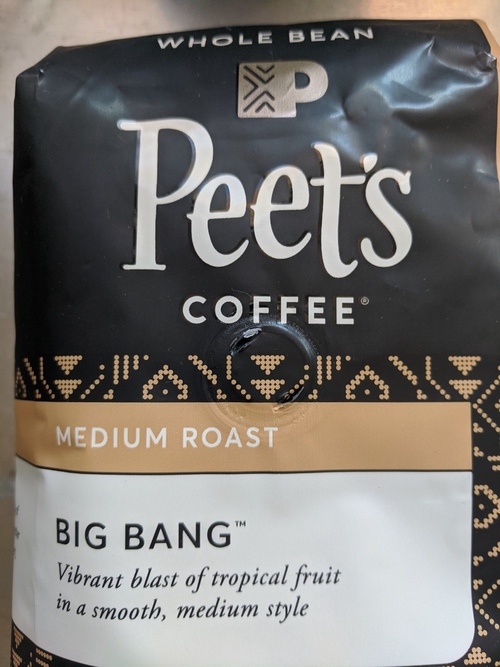 WHOLE BEAN
P
Peet's
COFFEE®
MEDIUM ROAST
BIG BANG™
Vibrant blast of tropical fruit
in a smooth, medium style